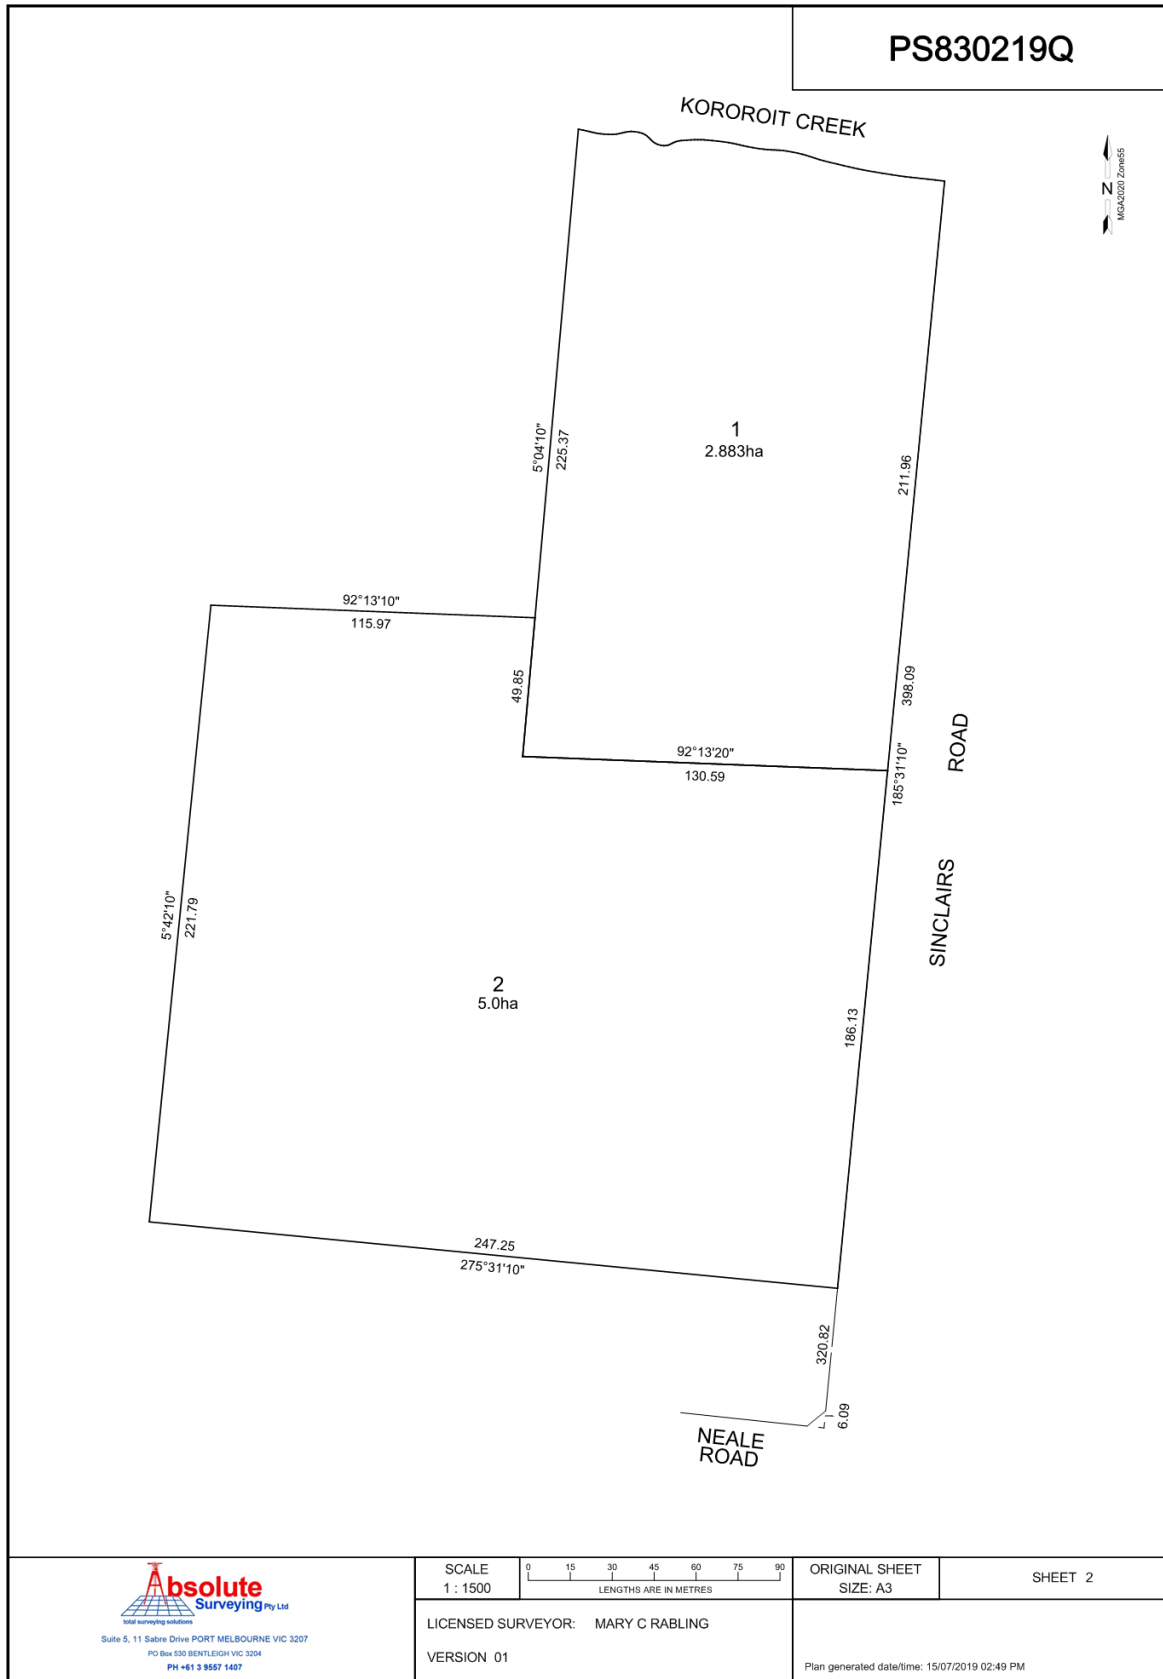 PS830219Q
KOROROIT CREEK
N
MGA2020 Zone55
1
2.883ha
5°04'10"
225.37
211.96
92°13'10"
115.97
49.85
398.09
92°13'20"
130.59
185°31'10"
ROAD
SINCLAIRS
5°42'10"
221.79
2
5.0ha
186.13
247.25
275°31'10"
320.82
6.09
NEALE
ROAD
Absolute
Surveying Pty Ltd
total surveying solutions
Suite 5, 11 Sabre Drive PORT MELBOURNE VIC 3207
PO Box 530 BENTLEIGH VIC 3204
PH +61 3 9557 1407
SCALE
1 : 1500
0 15 30 45 60 75 90
LENGTHS ARE IN METRES
ORIGINAL SHEET
SIZE: A3
SHEET 2
LICENSED SURVEYOR: MARY C RABLING
VERSION 01
Plan generated date/time: 15/07/2019 02:49 PM